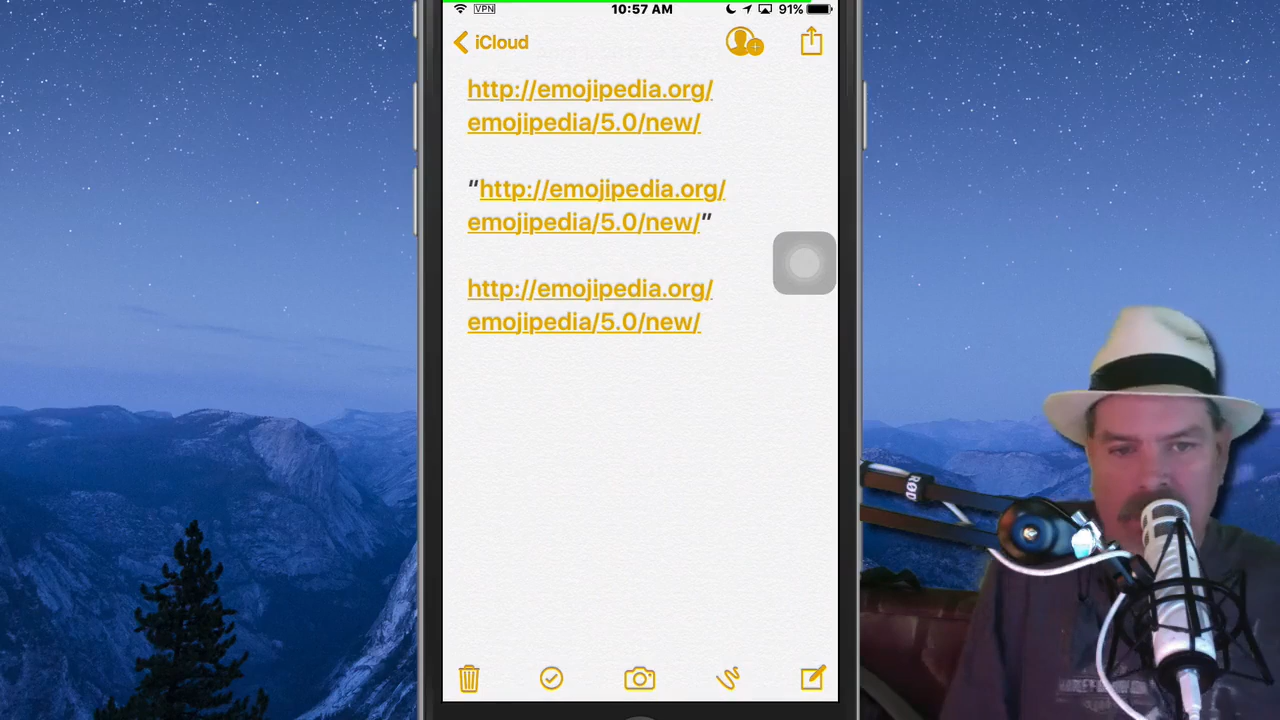 VPN 10:57 AM 91%
iCloud
http://emojipedia.org/
emojipedia/5.0/new/
"http://emojipedia.org/
emojipedia/5.0/new/"
http://emojipedia.org/
emojipedia/5.0/new/
RØD